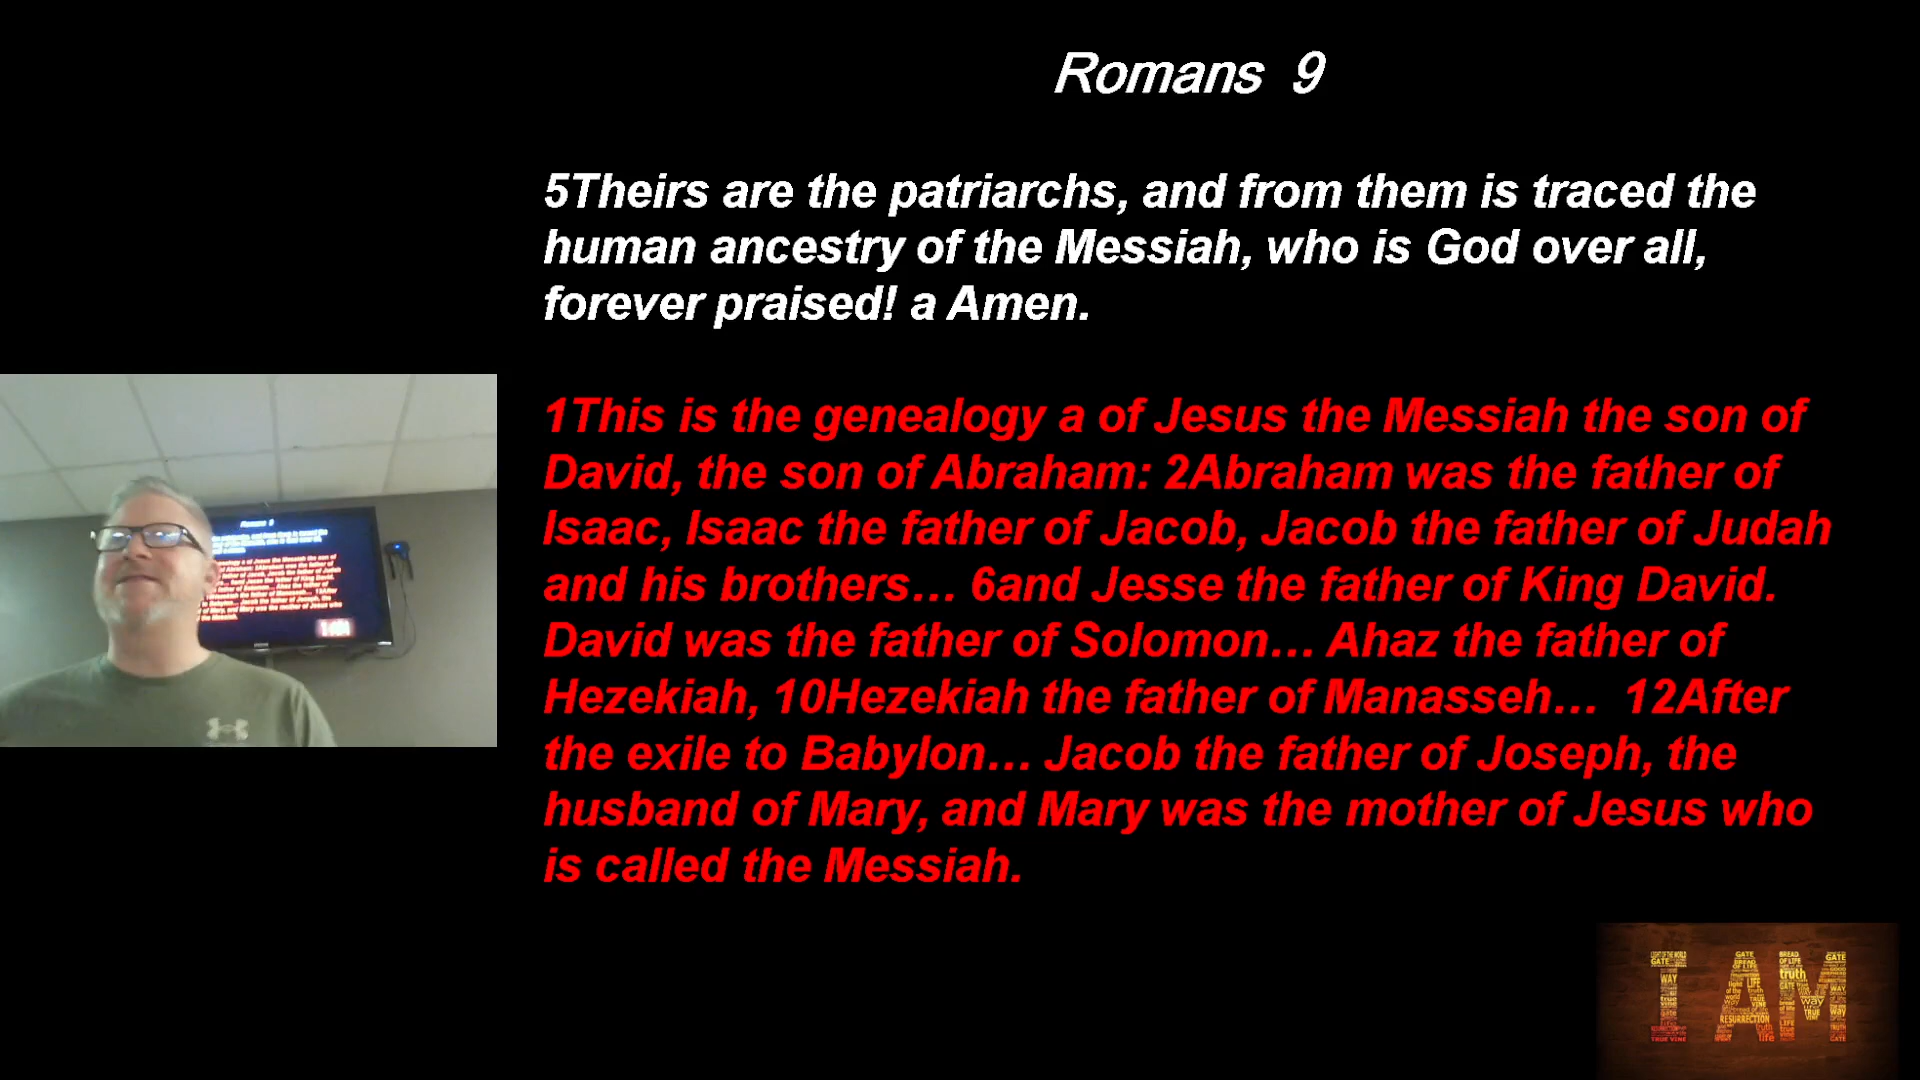 Romans 9
5Theirs are the patriarchs, and from them is traced the
human ancestry of the Messiah, who is God over all,
forever praised! a Amen.
1This is the genealogy a of Jesus the Messiah the son of
David, the son of Abraham: 2Abraham was the father of
Isaac, Isaac the father of Jacob, Jacob the father of Judah
and his brothers… 6and Jesse the father of King David.
David was the father of Solomon… Ahaz the father of
Hezekiah, 10Hezekiah the father of Manasseh… 12After
the exile to Babylon… Jacob the father of Joseph, the
husband of Mary, and Mary was the mother of Jesus who
is called the Messiah.
I AM